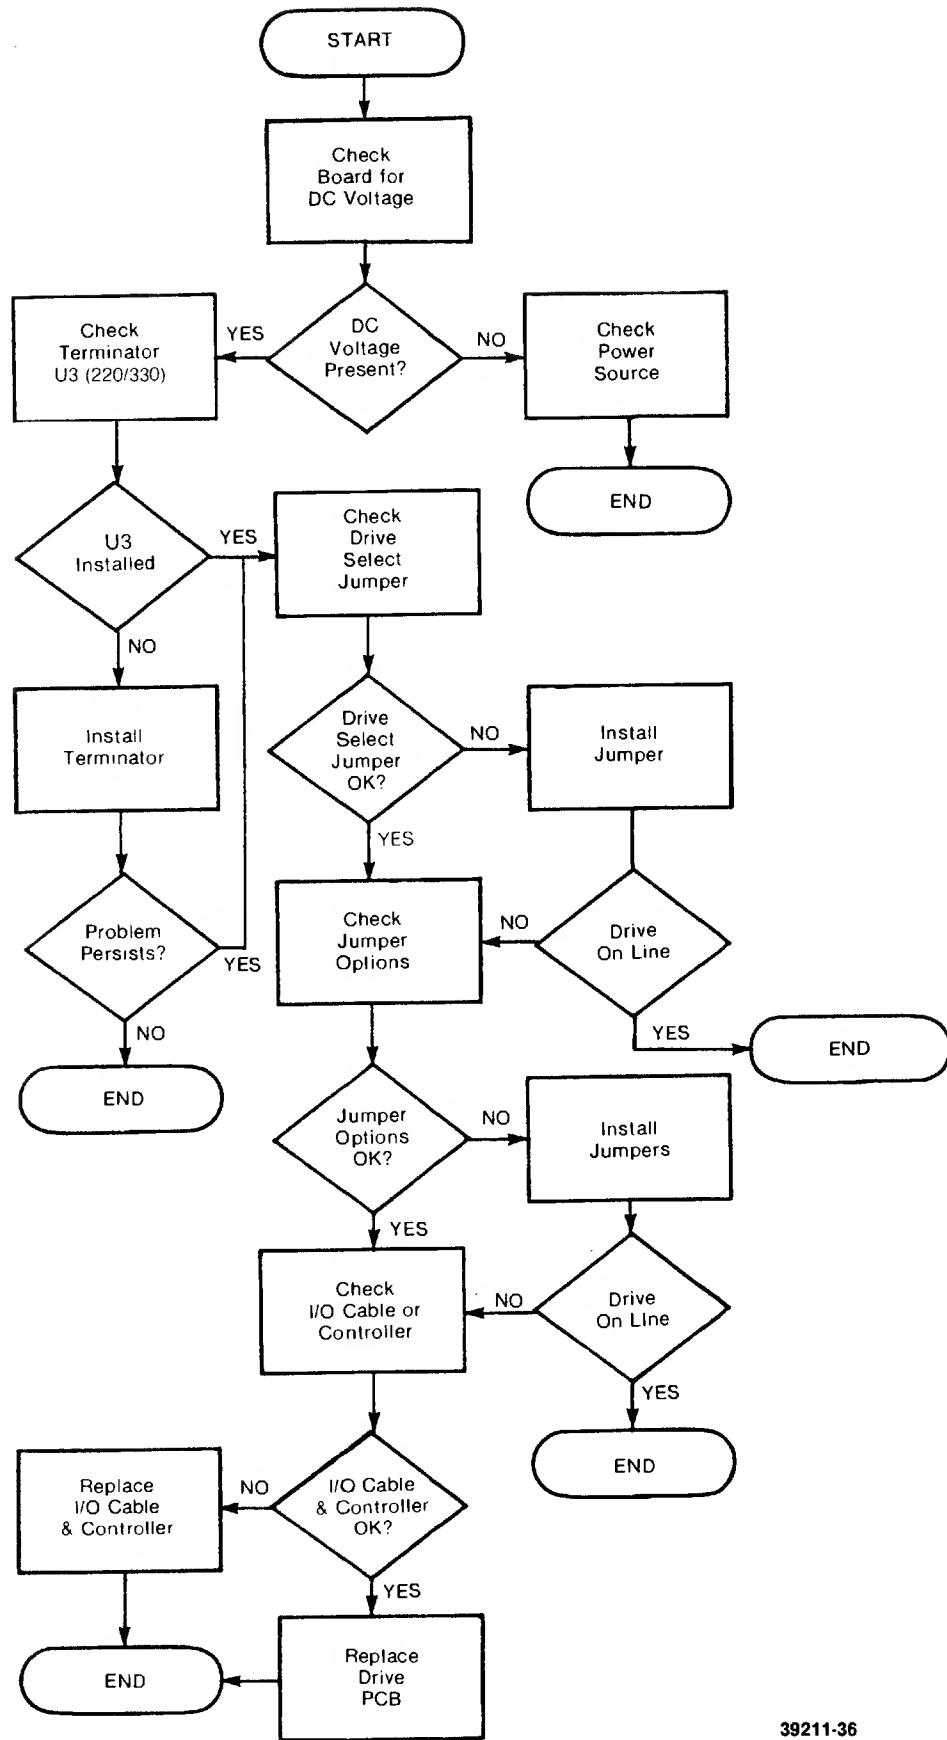 START
Check
Board for
DC Voltage
DC
Voltage
Present?
YES
NO
Check
Terminator
U3 (220/330)
Check
Power
Source
END
U3
Installed
YES
NO
Check
Drive
Select
Jumper
Install
Terminator
Drive
Select
Jumper
OK?
NO
YES
Install
Jumper
Problem
Persists?
YES
NO
END
Check
Jumper
Options
NO
Drive
On Line
YES
END
Jumper
Options
OK?
NO
YES
Install
Jumpers
Check
I/O Cable or
Controller
NO
Drive
On Line
YES
END
Replace
I/O Cable
& Controller
NO
I/O Cable
& Controller
OK?
YES
END
Replace
Drive
PCB
39211-36